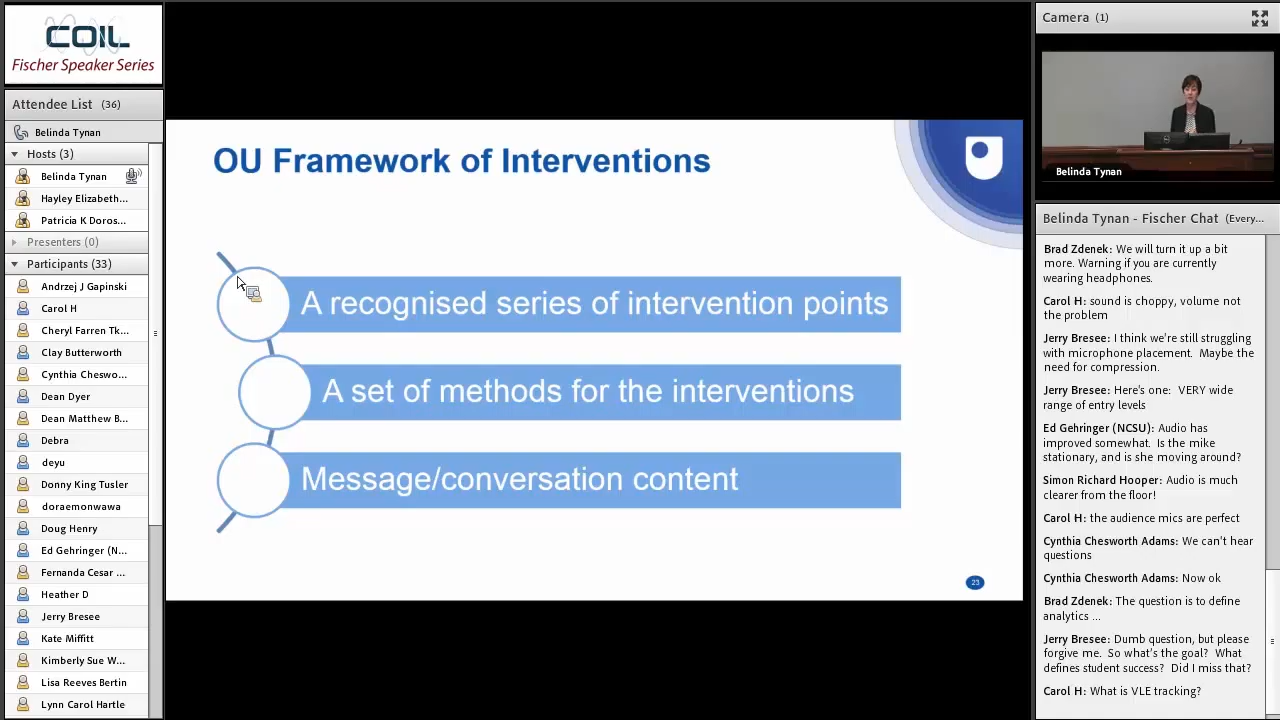 COIL
Fischer Speaker Series
Attendee List (36)
Belinda Tynan
Hosts (3)
Belinda Tynan
Hayley Elizabeth...
Patricia K Doros...
Presenters (0)
Participants (33)
Andrzej J Gapinski
Carol H
Cheryl Farren Tk...
Clay Butterworth
Cynthia Cheswo...
Dean Dyer
Dean Matthew B...
Debra
deyu
Donny King Tusler
doraemonwawa
Doug Henry
Ed Gehringer (N...
Fernanda Cesar ...
Heather D
Jerry Bresee
Kate Miffitt
Kimberly Sue W...
Lisa Reeves Bertin
Lynn Carol Hartle
OU Framework of Interventions
A recognised series of intervention points
A set of methods for the interventions
Message/conversation content
23
Camera (1)
Belinda Tynan
Belinda Tynan - Fischer Chat (Every...
Brad Zdenek: We will turn it up a bit
more. Warning if you are currently
wearing headphones.
Carol H: sound is choppy, volume not
the problem
Jerry Bresee: I think we're still struggling
with microphone placement. Maybe the
need for compression.
Jerry Bresee: Here's one: VERY wide
range of entry levels
Ed Gehringer (NCSU): Audio has
improved somewhat. Is the mike
stationary, and is she moving around?
Simon Richard Hooper: Audio is much
clearer from the floor!
Carol H: the audience mics are perfect
Cynthia Chesworth Adams: We can't hear
questions
Cynthia Chesworth Adams: Now ok
Brad Zdenek: The question is to define
analytics ...
Jerry Bresee: Dumb question, but please
forgive me. So what's the goal? What
defines student success? Did I miss that?
Carol H: What is VLE tracking?